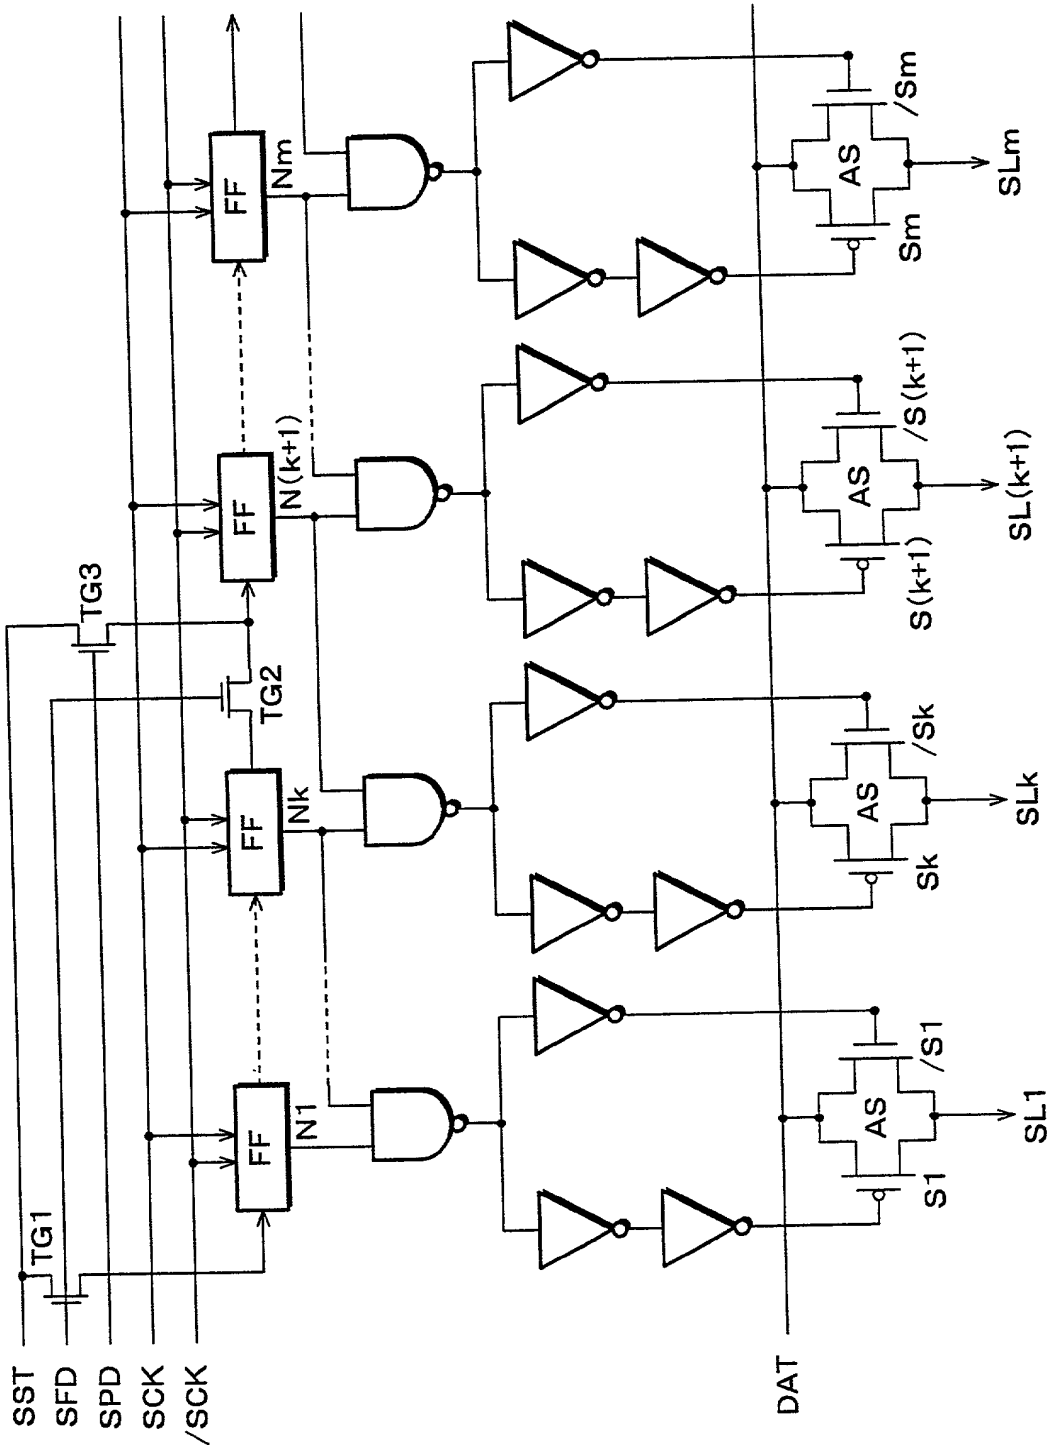 SST
SFD
SPD
SCK
/SCK
TG1
TG2
TG3
FF
FF
FF
FF
N1
Nk
N(k+1)
Nm
DAT
AS
AS
AS
AS
S1
/S1
Sk
/Sk
S(k+1)
/S(k+1)
Sm
/Sm
SL1
SLk
SL(k+1)
SLm